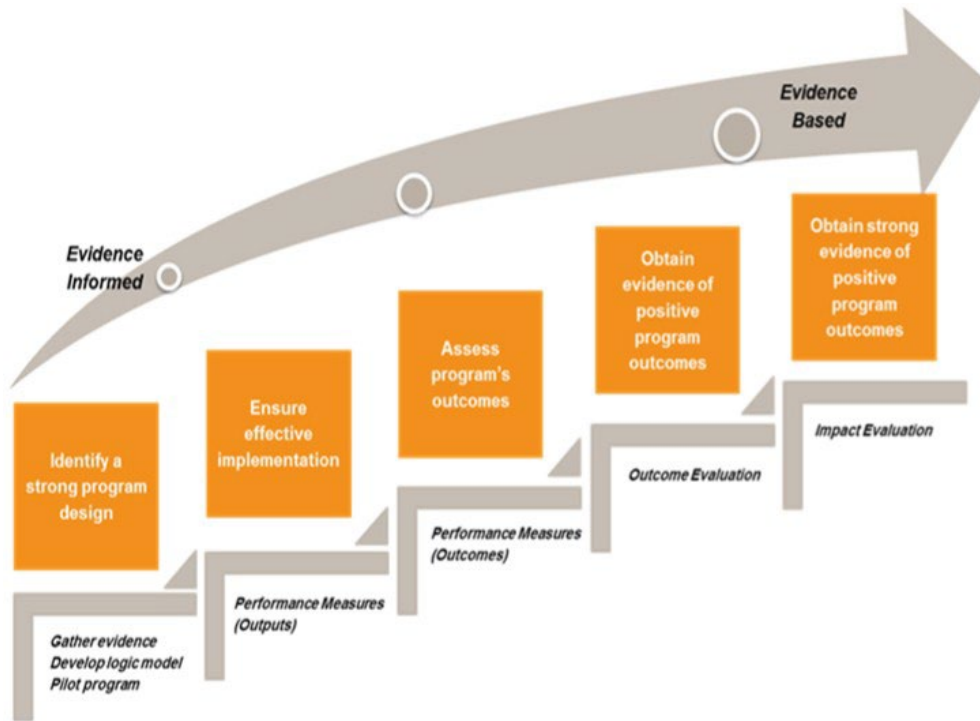 Evidence
Based
Evidence
Informed
Identify a
strong program
design
Gather evidence
Develop logic model
Pilot program
Ensure
effective
implementation
Performance Measures
(Outputs)
Assess
program's
outcomes
Performance Measures
(Outcomes)
Obtain
evidence of
positive
program
outcomes
Outcome Evaluation
Obtain strong
evidence of
positive
program
outcomes
Impact Evaluation